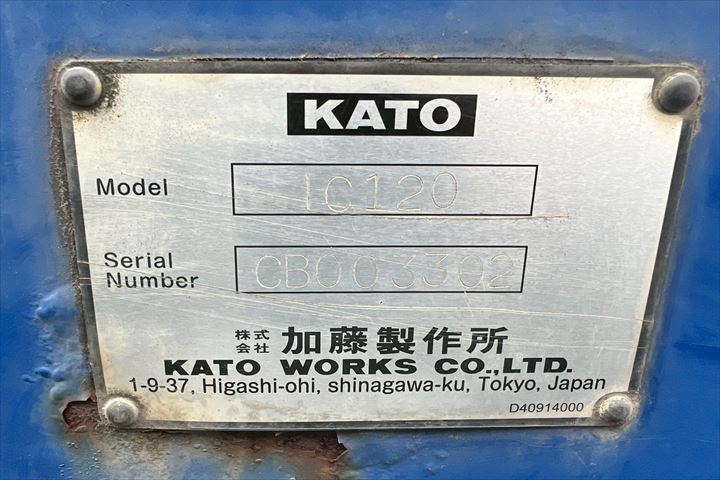 KATO
Model IC120
Serial Number CB003302
株式会社 加藤製作所
KATO WORKS CO.,LTD.
1-9-37, Higashi-ohi, shinagawa-ku, Tokyo, Japan
D40914000